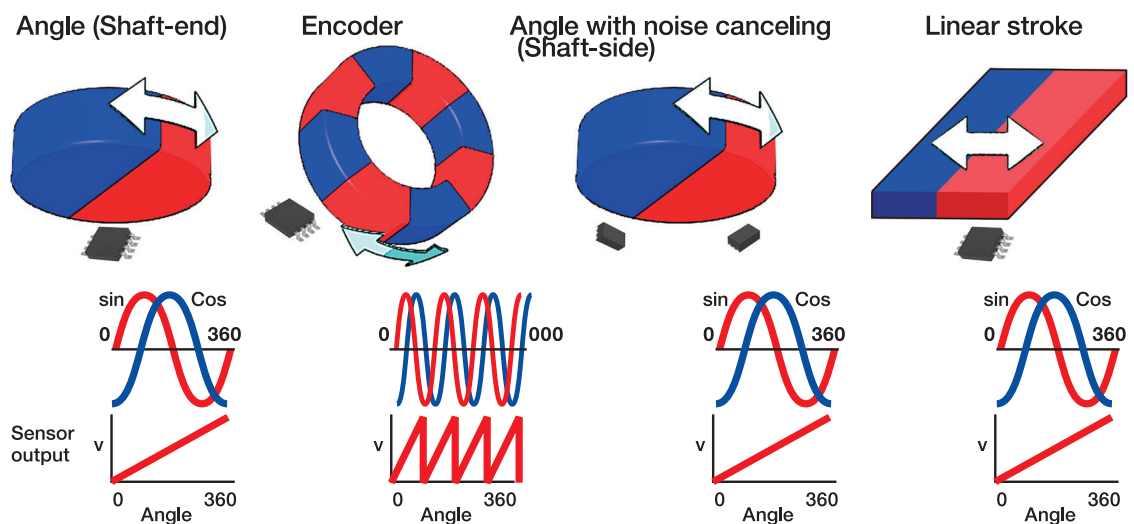 Angle (Shaft-end)
Encoder
Angle with noise canceling
(Shaft-side)
Linear stroke
sin Cos
0 360
0 000
sin Cos
0 360
sin Cos
0 360
Sensor
output
V
0 360
Angle
V
0 360
Angle
V
0 360
Angle
V
0 360
Angle